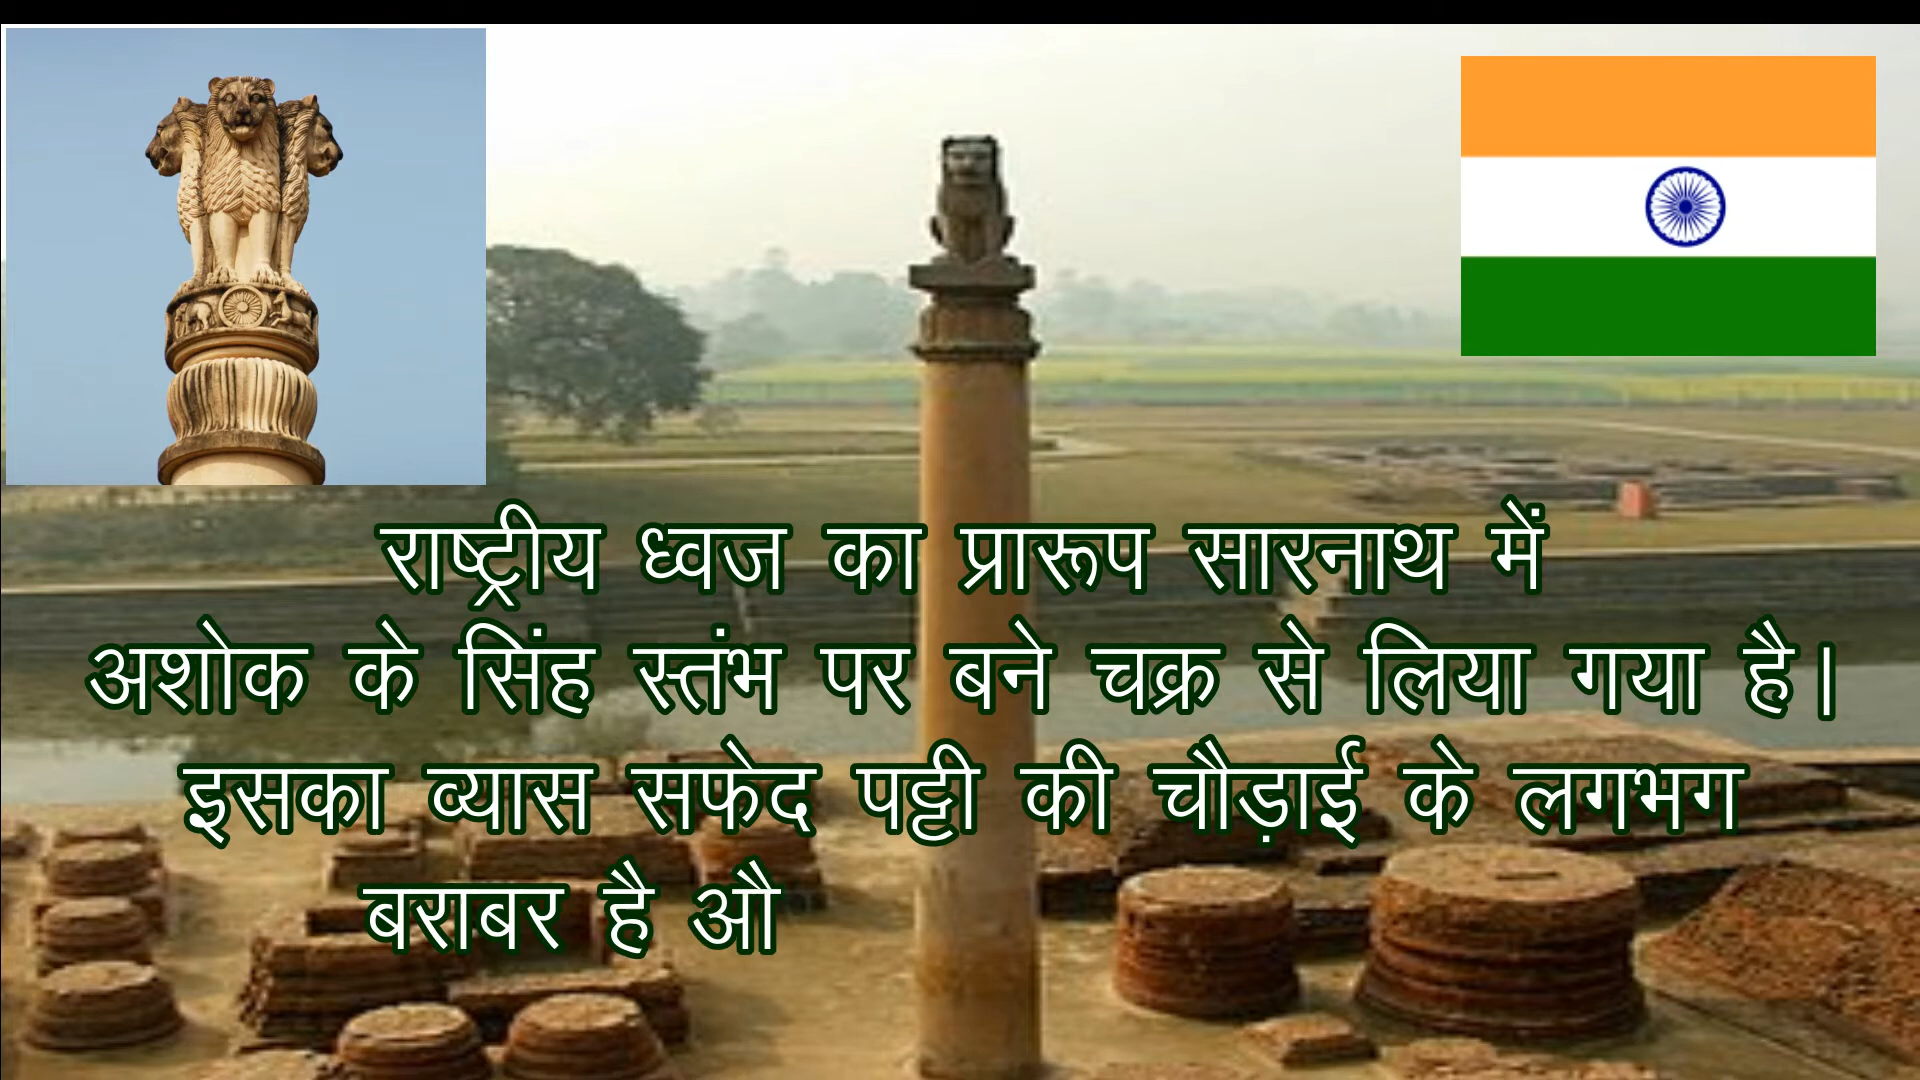 राष्ट्रीय ध्वज का प्रारूप सारनाथ में
अशोक के सिंह स्तंभ पर बने चक्र से लिया गया है।
इसका व्यास सफेद पट्टी की चौड़ाई के लगभग
बराबर है औ